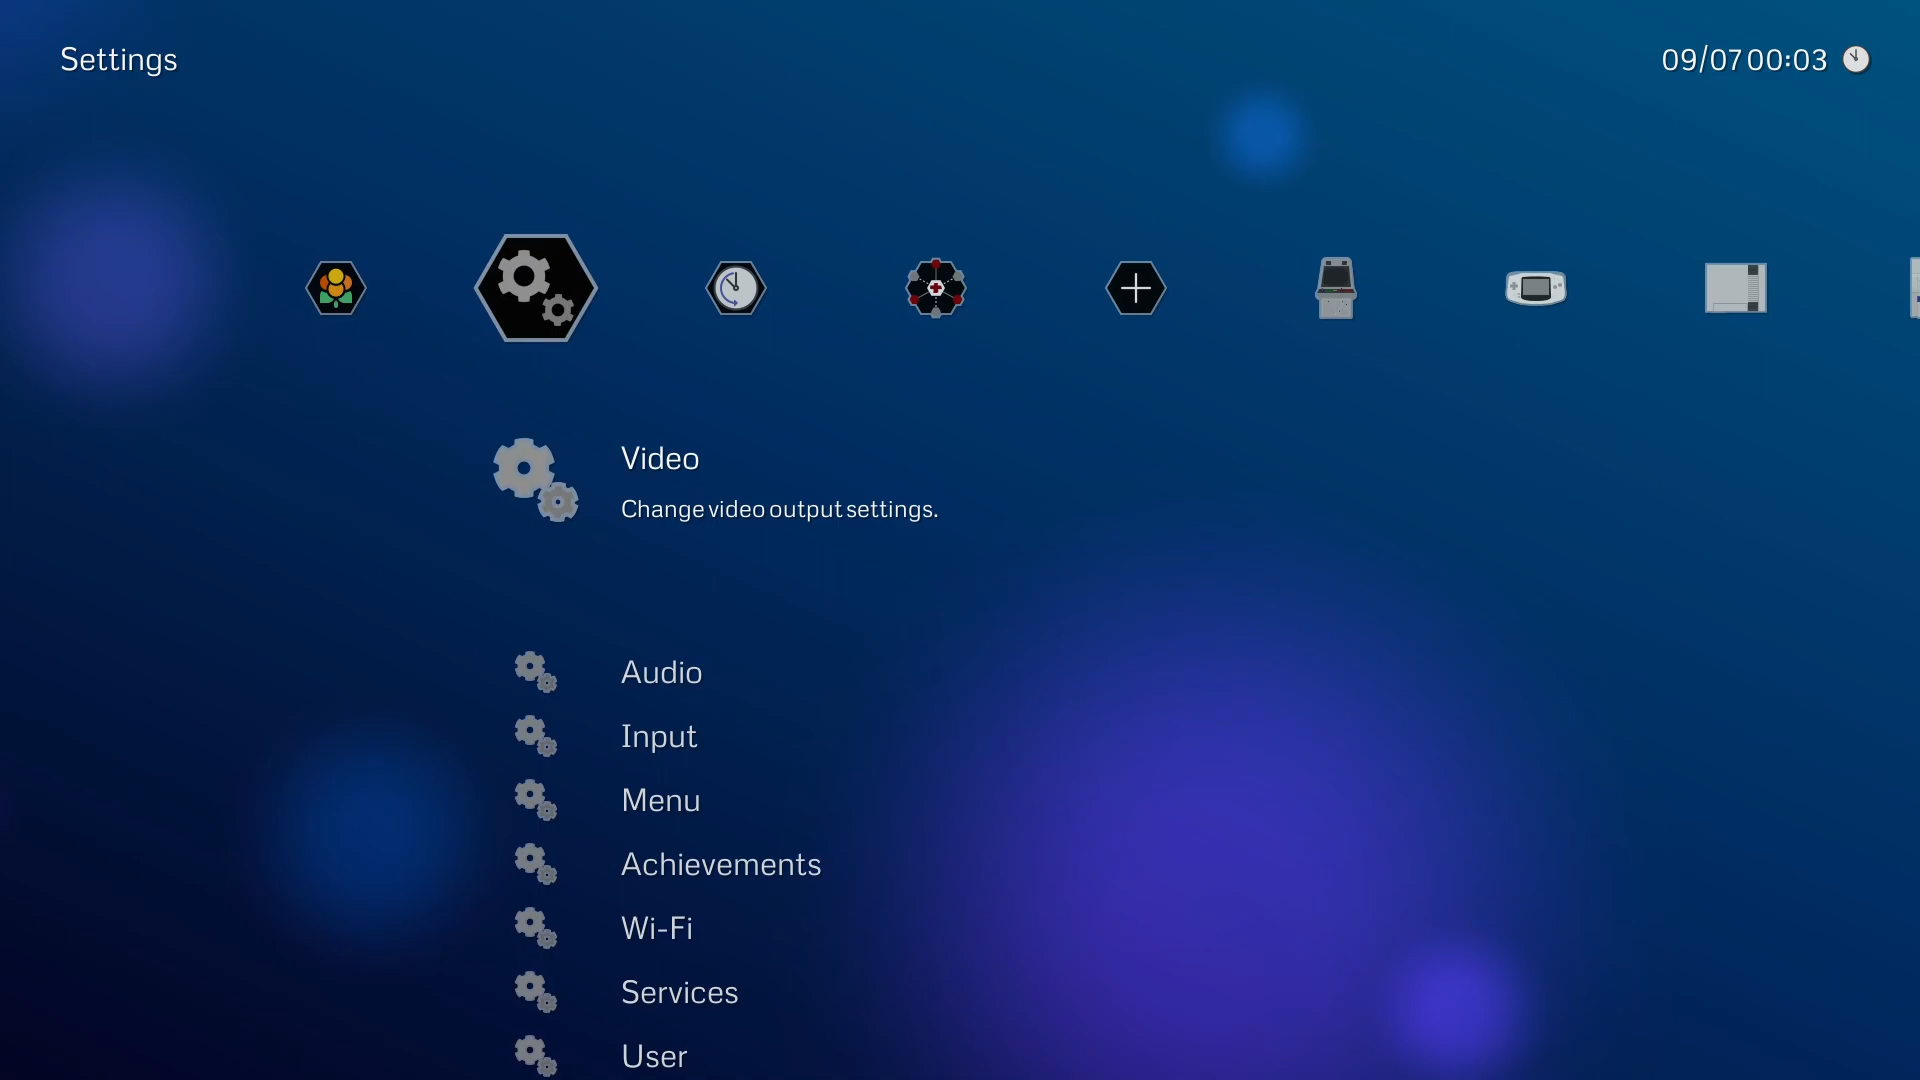 Settings
09/07 00:03
Video
Change video output settings.
Audio
Input
Menu
Achievements
Wi-Fi
Services
User